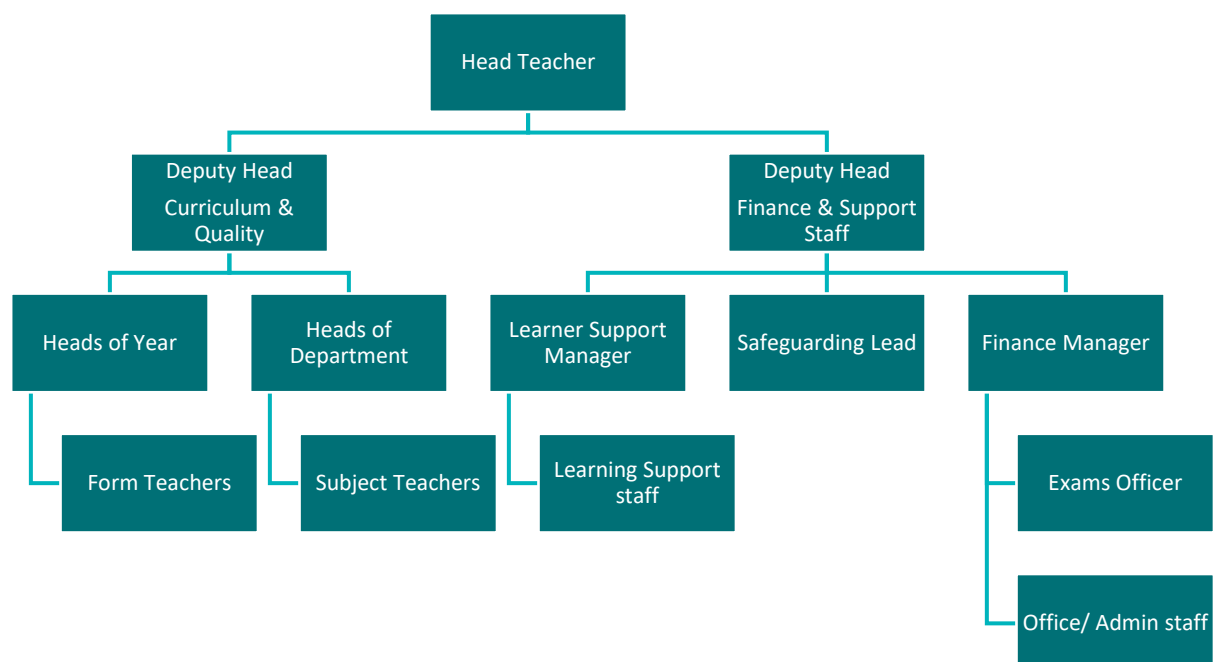 Head Teacher
Deputy Head
Curriculum &
Quality
Deputy Head
Finance & Support
Staff
Heads of Year
Heads of
Department
Learner Support
Manager
Safeguarding Lead
Finance Manager
Form Teachers
Subject Teachers
Learning Support
staff
Exams Officer
Office/ Admin staff